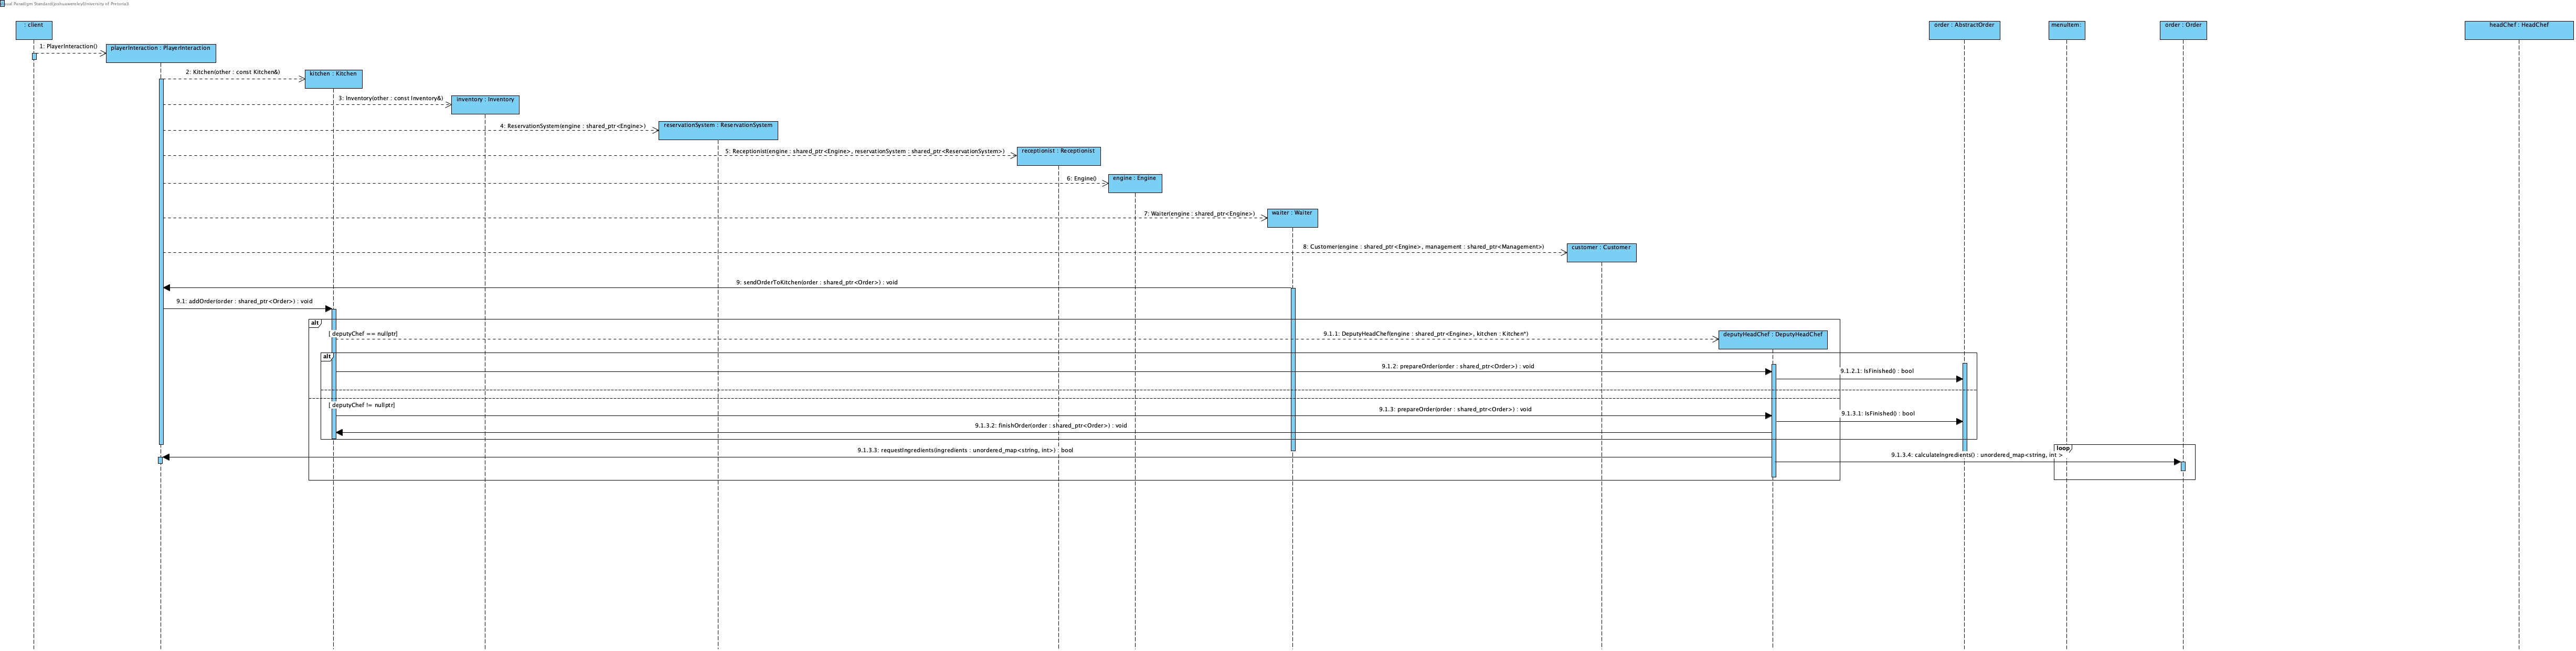 Visual Paradigm Standard(joshuawereley(University of Pretoria))
: client
order : AbstractOrder
menuItem:
order : Order
headChef : HeadChef
1: PlayerInteraction()
playerInteraction : PlayerInteraction
2: Kitchen(other : const Kitchen&)
kitchen : Kitchen
3: Inventory(other : const Inventory&)
inventory : Inventory
4: ReservationSystem(engine : shared_ptr<Engine>)
reservationSystem : ReservationSystem
5: Receptionist(engine : shared_ptr<Engine>, reservationSystem : shared_ptr<ReservationSystem>)
receptionist : Receptionist
6: Engine()
engine : Engine
7: Waiter(engine : shared_ptr<Engine>)
waiter : Waiter
8: Customer(engine : shared_ptr<Engine>, management : shared_ptr<Management>)
customer : Customer
9: sendOrderToKitchen(order : shared_ptr<Order>) : void
9.1: addOrder(order : shared_ptr<Order>) : void
alt
[ deputyChef == nullptr]
9.1.1: DeputyHeadChef(engine : shared_ptr<Engine>, kitchen : Kitchen*)
deputyHeadChef : DeputyHeadChef
alt
9.1.2: prepareOrder(order : shared_ptr<Order>) : void
9.1.2.1: IsFinished() : bool
[ deputyChef != nullptr]
9.1.3: prepareOrder(order : shared_ptr<Order>) : void
9.1.3.1: IsFinished() : bool
9.1.3.2: finishOrder(order : shared_ptr<Order>) : void
9.1.3.3: requestIngredients(ingredients : unordered_map<string, int>) : bool
loop
9.1.3.4: calculateIngredients() : unordered_map<string, int >